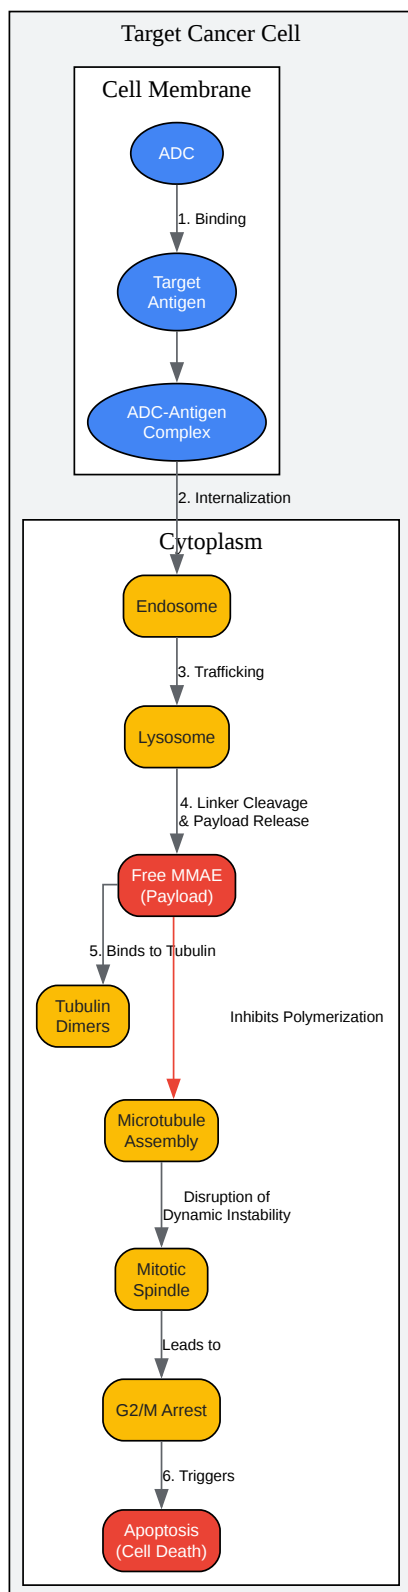 Target Cancer Cell
Cell Membrane
ADC
1. Binding
Target
Antigen
ADC-Antigen
Complex
2. Internalization
Cytoplasm
Endosome
3. Trafficking
Lysosome
4. Linker Cleavage
& Payload Release
Free MMAE
(Payload)
5. Binds to Tubulin
Tubulin
Dimers
Inhibits Polymerization
Microtubule
Assembly
Disruption of
Dynamic Instability
Mitotic
Spindle
Leads to
G2/M Arrest
6. Triggers
Apoptosis
(Cell Death)